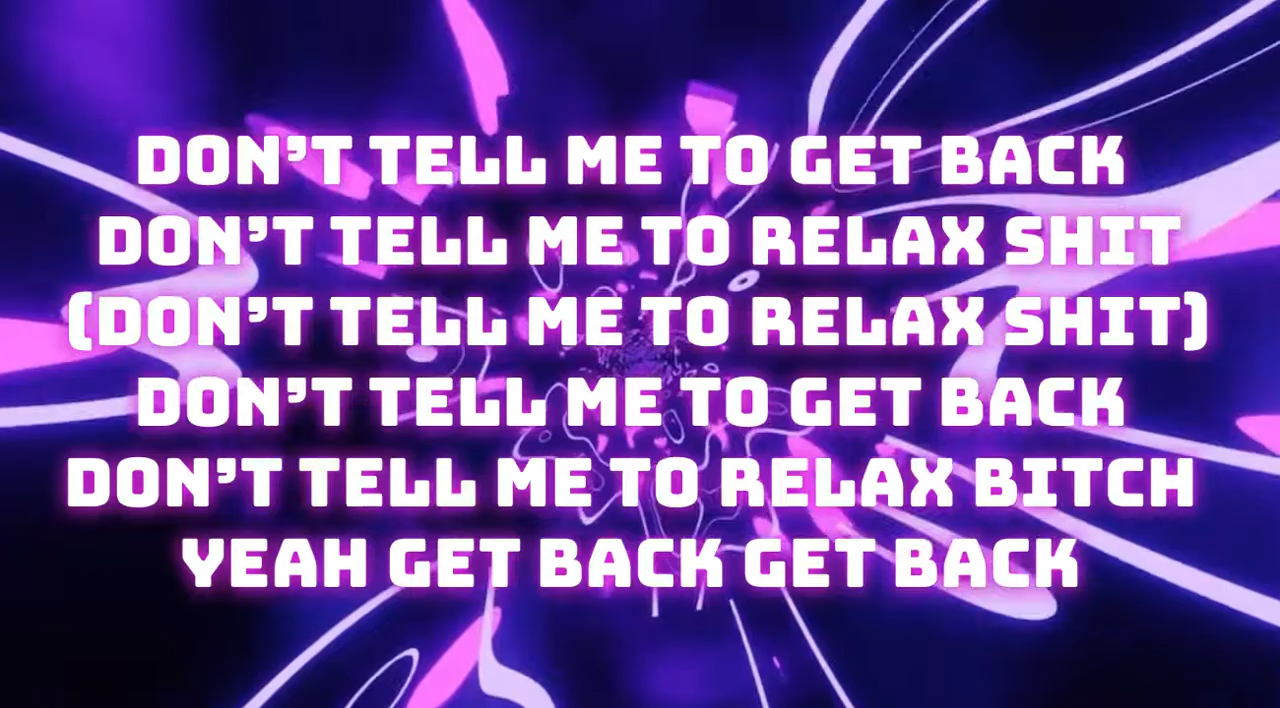 DON'T TELL ME TO GET BACK
DON'T TELL ME TO RELAX SHIT
(DON'T TELL ME TO RELAX SHIT)
DON'T TELL ME TO GET BACK
DON'T TELL ME TO RELAX BITCH
YEAH GET BACK GET BACK